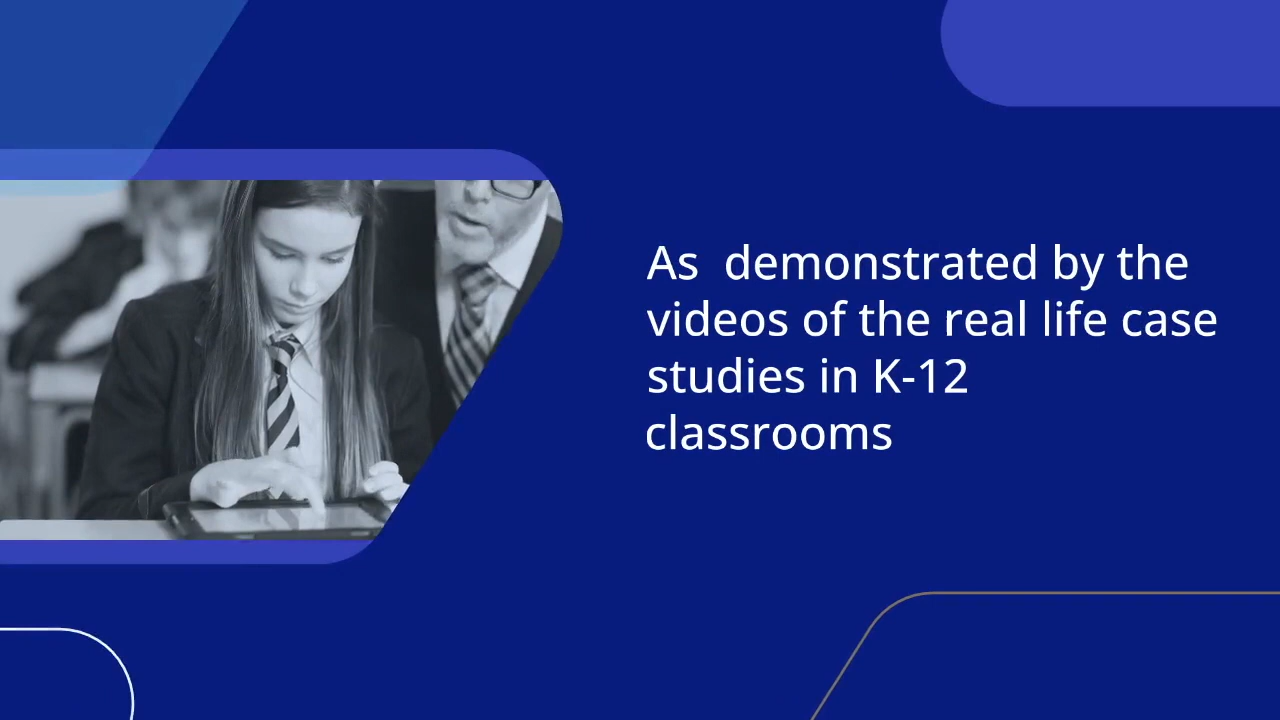 As  demonstrated by the
videos of the real life case
studies in K-12
classrooms